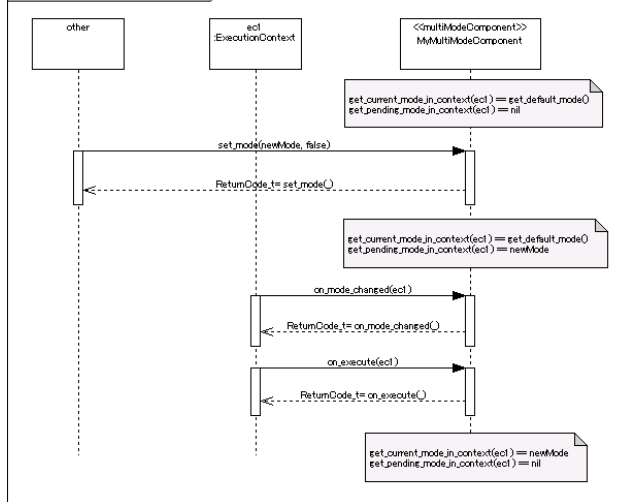 other
ec1
:ExecutionContext
<<multiModeComponent>>
MyMultiModeComponent
get_current_mode_in_context(ec1) == get_default_mode()
get_pending_mode_in_context(ec1) == nil
set_mode(newMode, false)
ReturnCode_t= set_mode(_)
get_current_mode_in_context(ec1) == get_default_mode()
get_pending_mode_in_context(ec1) == newMode
on_mode_changed(ec1)
ReturnCode_t= on_mode_changed(_)
on_execute(ec1)
ReturnCode_t= on_execute(_)
get_current_mode_in_context(ec1) == newMode
get_pending_mode_in_context(ec1) == nil